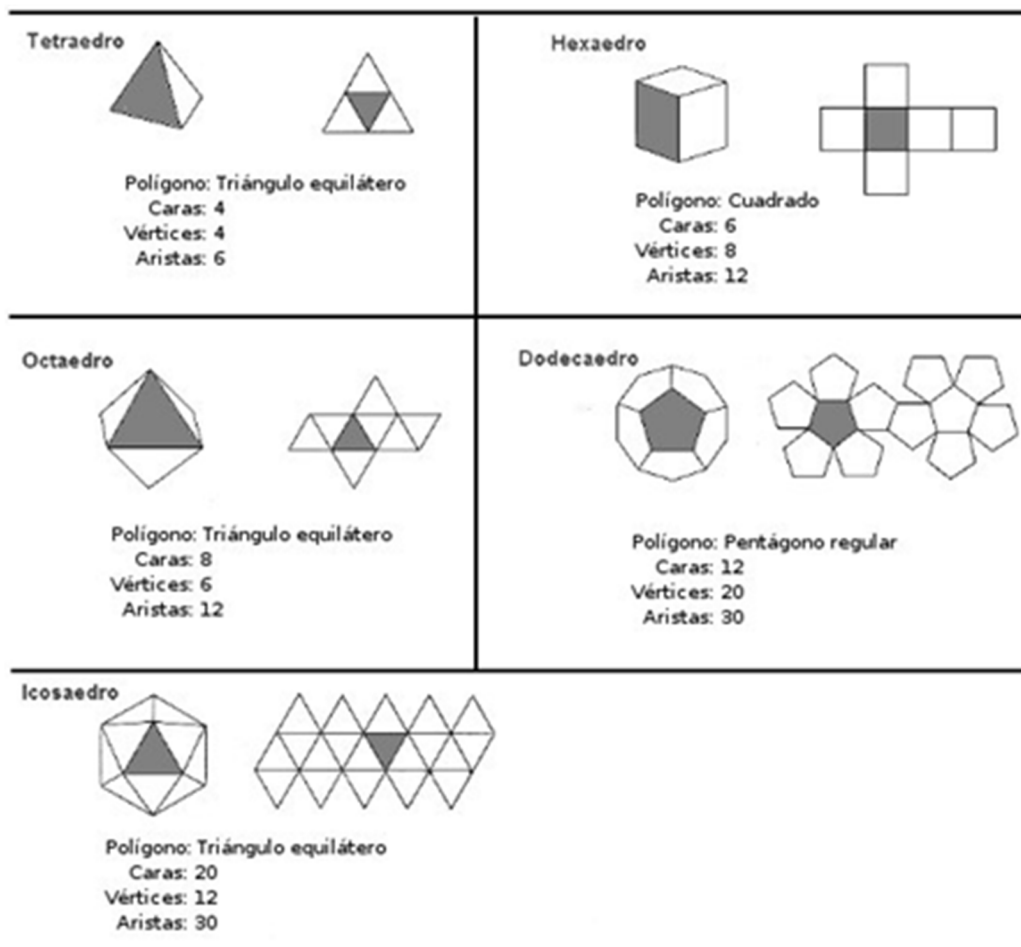 Tetraedro
Polígono: Triángulo equilátero
Caras: 4
Vértices: 4
Aristas: 6
Hexaedro
Polígono: Cuadrado
Caras: 6
Vértices: 8
Aristas: 12
Octaedro
Polígono: Triángulo equilátero
Caras: 8
Vértices: 6
Aristas: 12
Dodecaedro
Polígono: Pentágono regular
Caras: 12
Vértices: 20
Aristas: 30
Icosaedro
Polígono: Triángulo equilátero
Caras: 20
Vértices: 12
Aristas: 30